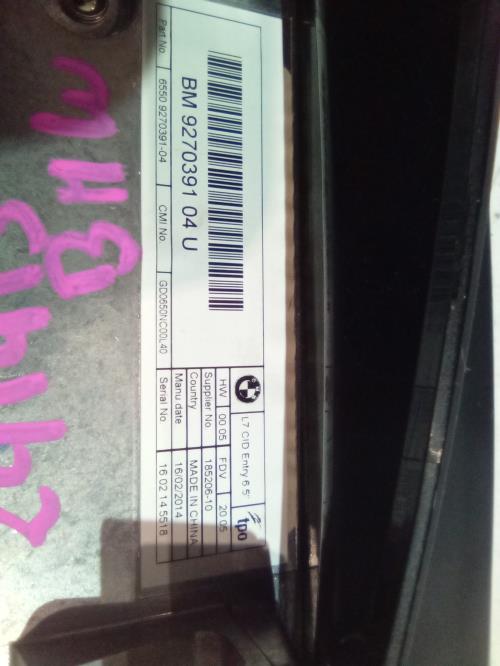 BM 9270391 04 U
Part No. 6550 9270391-04 CMI No. GD0650NC00L40
L7 CID Entry 6.5"
tpo
HW 00 05 FDV 20 05
Supplier No. 185206-10
Country MADE IN CHINA
Manu date 16/02/2014
Serial No. 16 02 14 5518